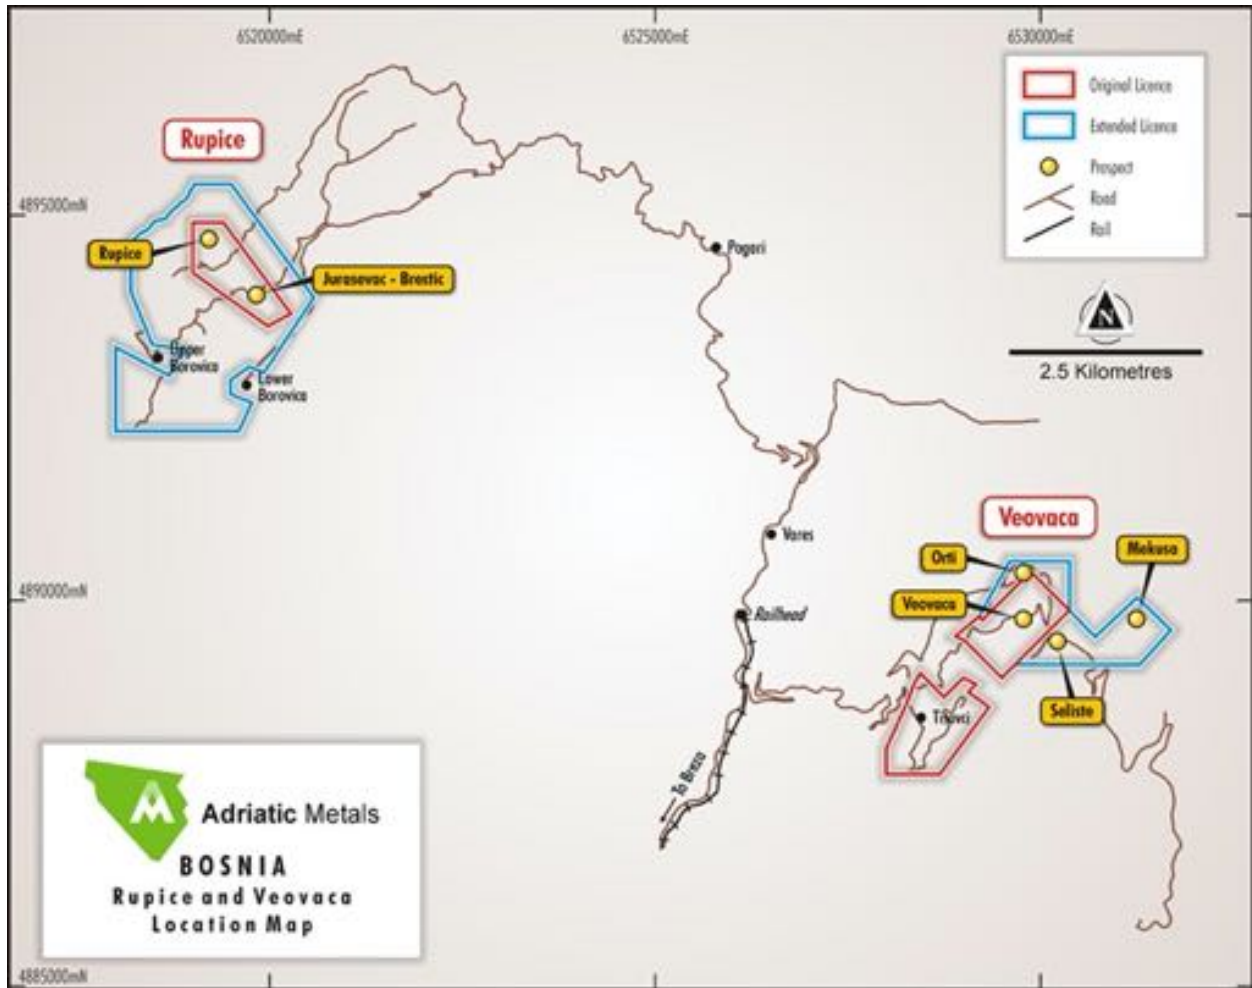 6520000mE
6525000mE
6530000mE
Original Licence
Extended Licence
Prospect
Road
Rail
Rupice
4895000mN
Rupice
Pogari
Jurasevac - Brestic
N
2.5 Kilometres
Upper
Borovica
Lower
Borovica
Veovaca
Vares
Orti
Mekusa
4890000mN
Veovaca
Railhead
Seliste
Tisovci
To Breza
Adriatic Metals
BOSNIA
Rupice and Veovaca
Location Map
4885000mN